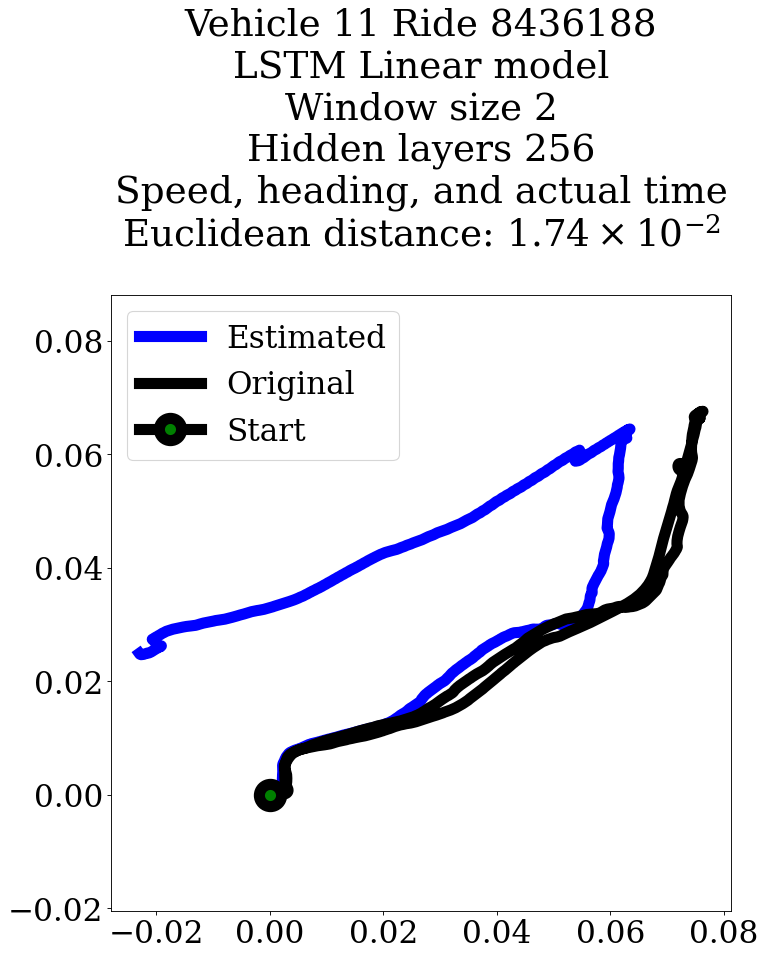 Vehicle 11 Ride 8436188
LSTM Linear model
Window size 2
Hidden layers 256
Speed, heading, and actual time
Euclidean distance: 1.74 × 10⁻²
Estimated
Original
Start
0.08
0.06
0.04
0.02
0.00
−0.02
−0.02 0.00 0.02 0.04 0.06 0.08